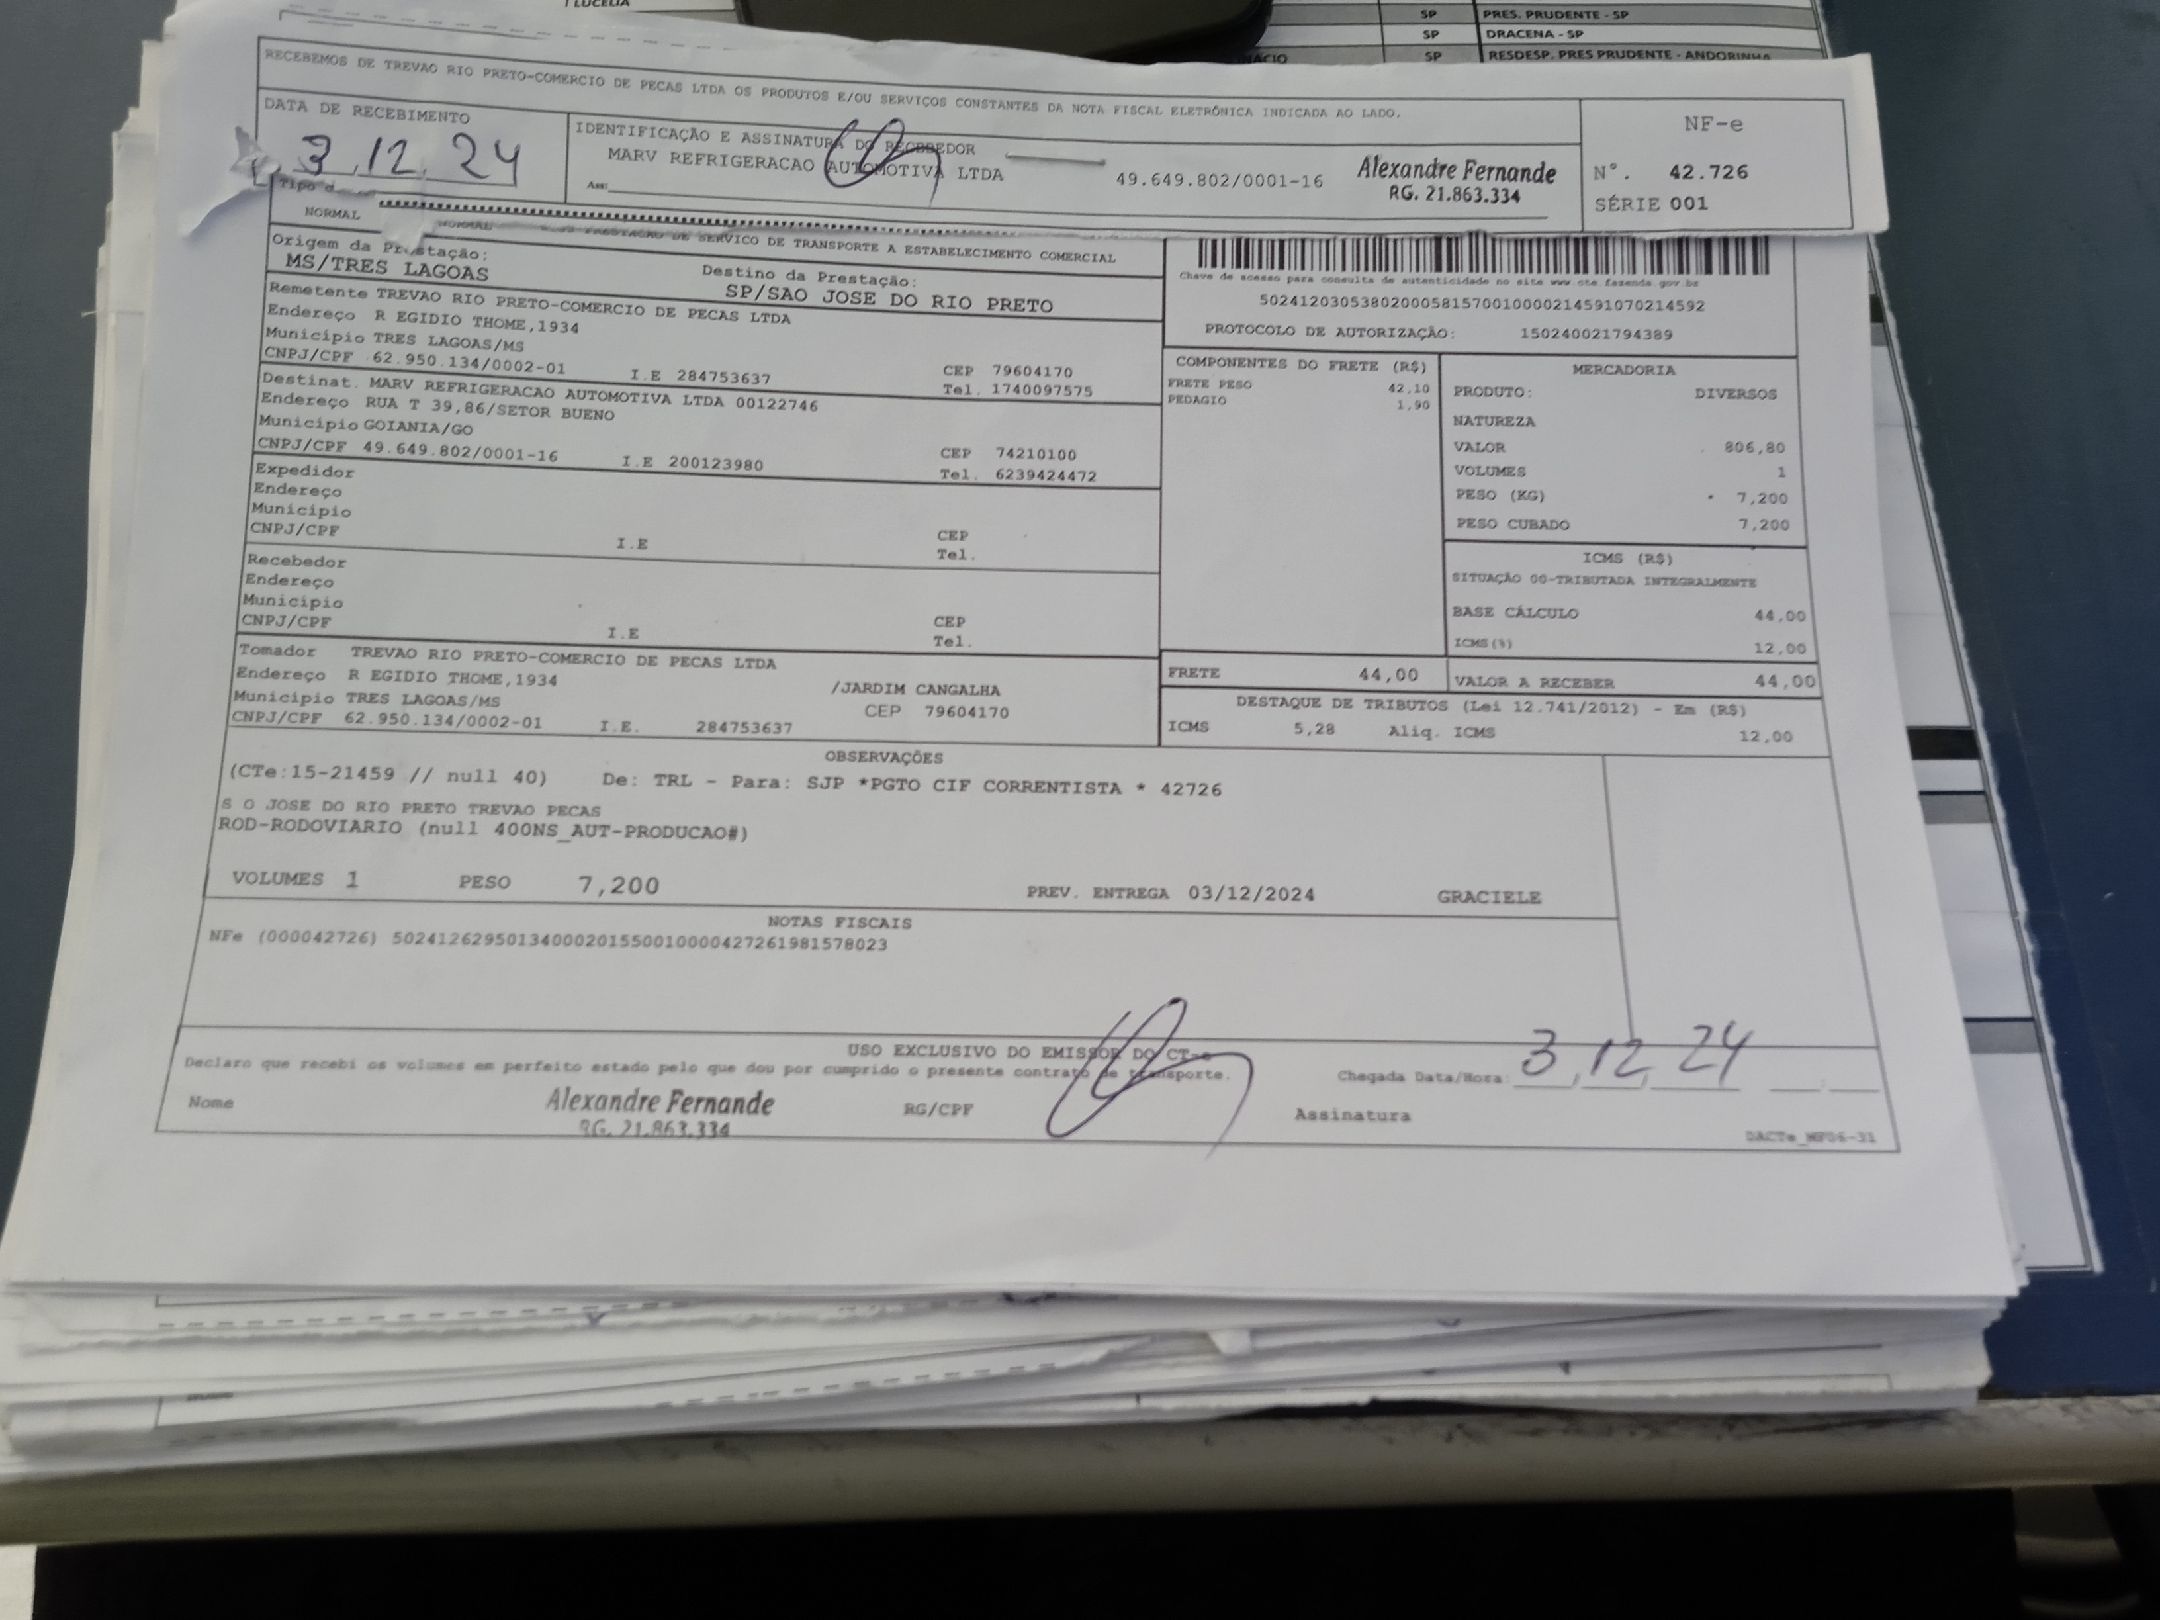 SP PRES. PRUDENTE - SP
SP DRACENA - SP
SP RESDESP. PRES PRUDENTE - ANDORINHA
RECEBEMOS DE TREVAO RIO PRETO-COMERCIO DE PECAS LTDA OS PRODUTOS E/OU SERVIÇOS CONSTANTES DA NOTA FISCAL ELETRÔNICA INDICADA AO LADO.
DATA DE RECEBIMENTO
3 12 24
IDENTIFICAÇÃO E ASSINATURA DO RECEBEDOR
MARV REFRIGERACAO AUTOMOTIVA LTDA 49.649.802/0001-16
Ass:
Alexandre Fernande
RG. 21.863.334
NF-e
N°. 42.726
SÉRIE 001
NORMAL
NORMAL PRESTACAO DE SERVICO DE TRANSPORTE A ESTABELECIMENTO COMERCIAL
Origem da Prestação:
MS/TRES LAGOAS
Destino da Prestação:
SP/SAO JOSE DO RIO PRETO
Chave de acesso para consulta de autenticidade no site www.cte.fazenda.gov.br
50241203053802000581570010000214591070214592
PROTOCOLO DE AUTORIZAÇÃO: 150240021794389
Remetente TREVAO RIO PRETO-COMERCIO DE PECAS LTDA
Endereço R EGIDIO THOME,1934
Município TRES LAGOAS/MS
CNPJ/CPF 62.950.134/0002-01 I.E 284753637
CEP 79604170
Tel. 1740097575
Destinat. MARV REFRIGERACAO AUTOMOTIVA LTDA 00122746
Endereço RUA T 39,86/SETOR BUENO
Município GOIANIA/GO
CNPJ/CPF 49.649.802/0001-16 I.E 200123980
CEP 74210100
Tel. 6239424472
Expedidor
Endereço
Município
CNPJ/CPF I.E
CEP
Tel.
Recebedor
Endereço
Município
CNPJ/CPF I.E
CEP
Tel.
Tomador TREVAO RIO PRETO-COMERCIO DE PECAS LTDA
Endereço R EGIDIO THOME,1934 /JARDIM CANGALHA
Município TRES LAGOAS/MS CEP 79604170
CNPJ/CPF 62.950.134/0002-01 I.E. 284753637
COMPONENTES DO FRETE (R$)
FRETE PESO 42,10
PEDAGIO 1,90
MERCADORIA
PRODUTO: DIVERSOS
NATUREZA
VALOR 806,80
VOLUMES 1
PESO (KG) 7,200
PESO CUBADO 7,200
ICMS (R$)
SITUAÇÃO 00-TRIBUTADA INTEGRALMENTE
BASE CÁLCULO 44,00
ICMS(%) 12,00
FRETE 44,00
VALOR A RECEBER 44,00
DESTAQUE DE TRIBUTOS (Lei 12.741/2012) - Em (R$)
ICMS 5,28 Aliq. ICMS 12,00
OBSERVAÇÕES
(CTe:15-21459 // null 40) De: TRL - Para: SJP *PGTO CIF CORRENTISTA * 42726
S O JOSE DO RIO PRETO TREVAO PECAS
ROD-RODOVIARIO (null 400NS_AUT-PRODUCAO#)
VOLUMES 1 PESO 7,200 PREV. ENTREGA 03/12/2024 GRACIELE
NOTAS FISCAIS
NFe (000042726) 50241262950134000201550010000427261981578023
USO EXCLUSIVO DO EMISSOR DO CT-e
Declaro que recebi os volumes em perfeito estado pelo que dou por cumprido o presente contrato de transporte.
Chegada Data/Hora: 3 12 24
Nome Alexandre Fernande RG/CPF Assinatura
RG. 21.863.334
DACTe_MF06-31